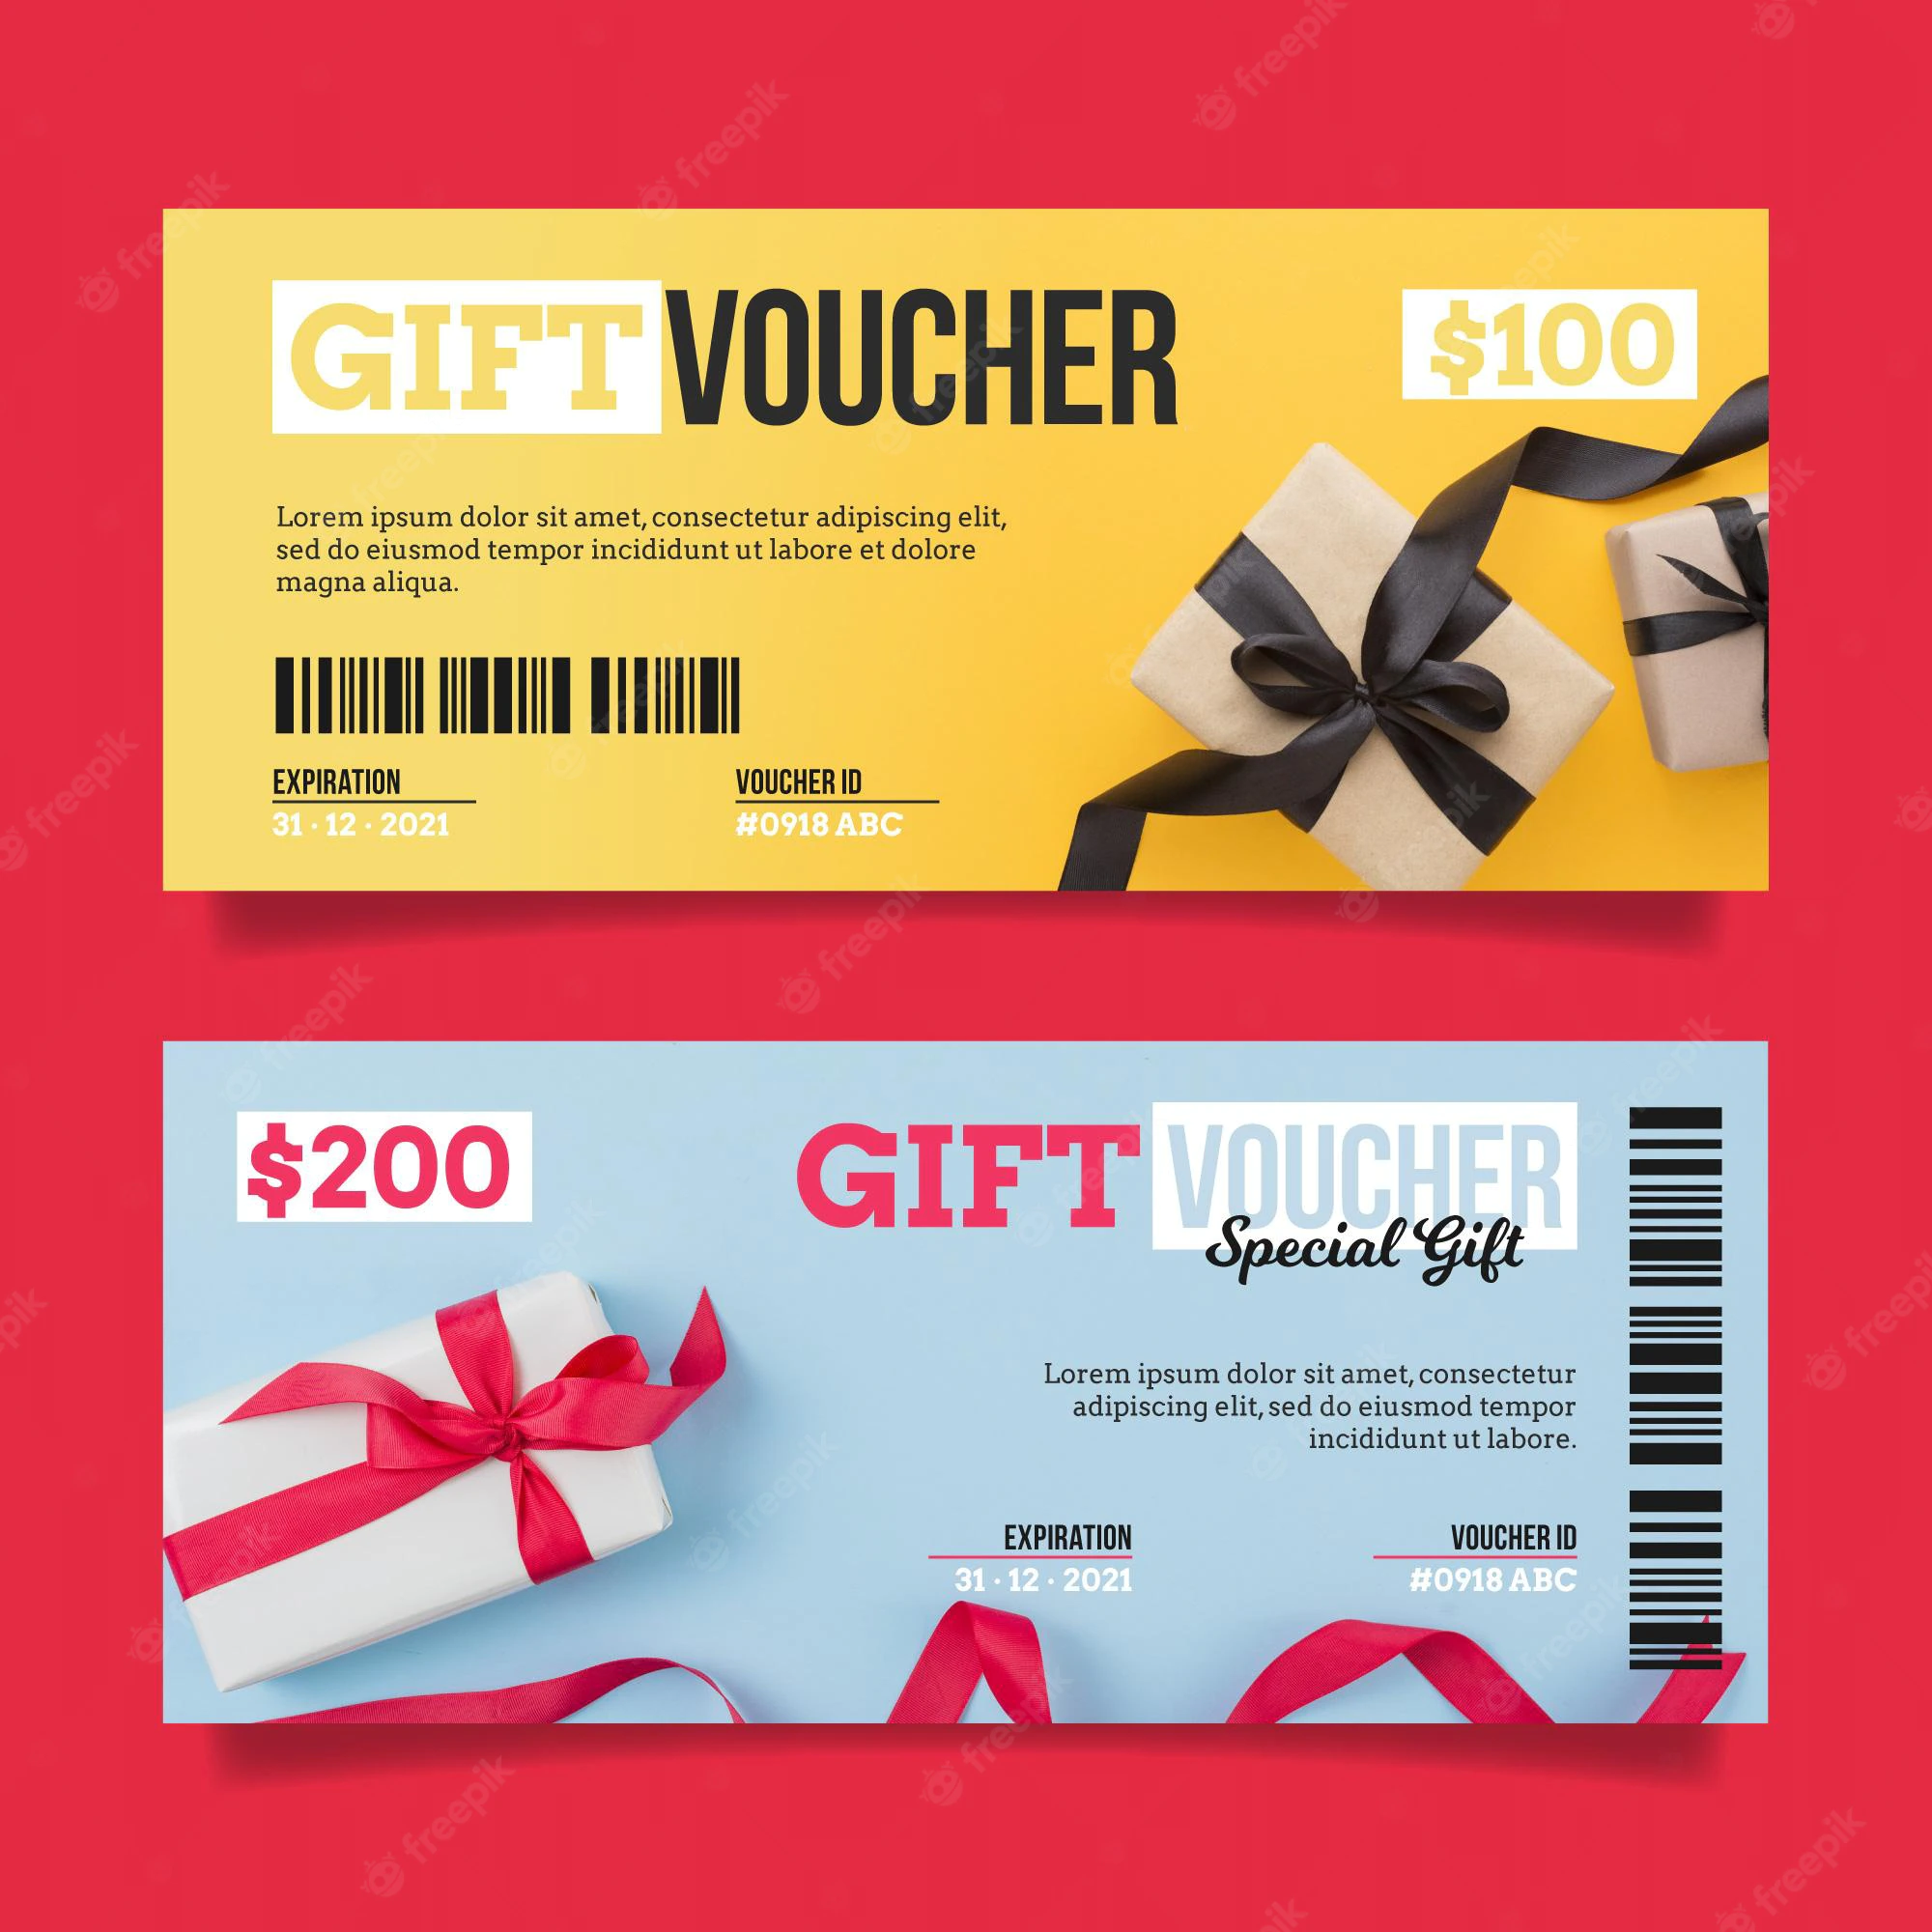 GIFT VOUCHER
$100
Lorem ipsum dolor sit amet, consectetur adipiscing elit,
sed do eiusmod tempor incididunt ut labore et dolore
magna aliqua.
EXPIRATION
31 · 12 · 2021
VOUCHER ID
#0918 ABC
$200
GIFT VOUCHER
Special Gift
Lorem ipsum dolor sit amet, consectetur
adipiscing elit, sed do eiusmod tempor
incididunt ut labore.
EXPIRATION
31 · 12 · 2021
VOUCHER ID
#0918 ABC
freepik